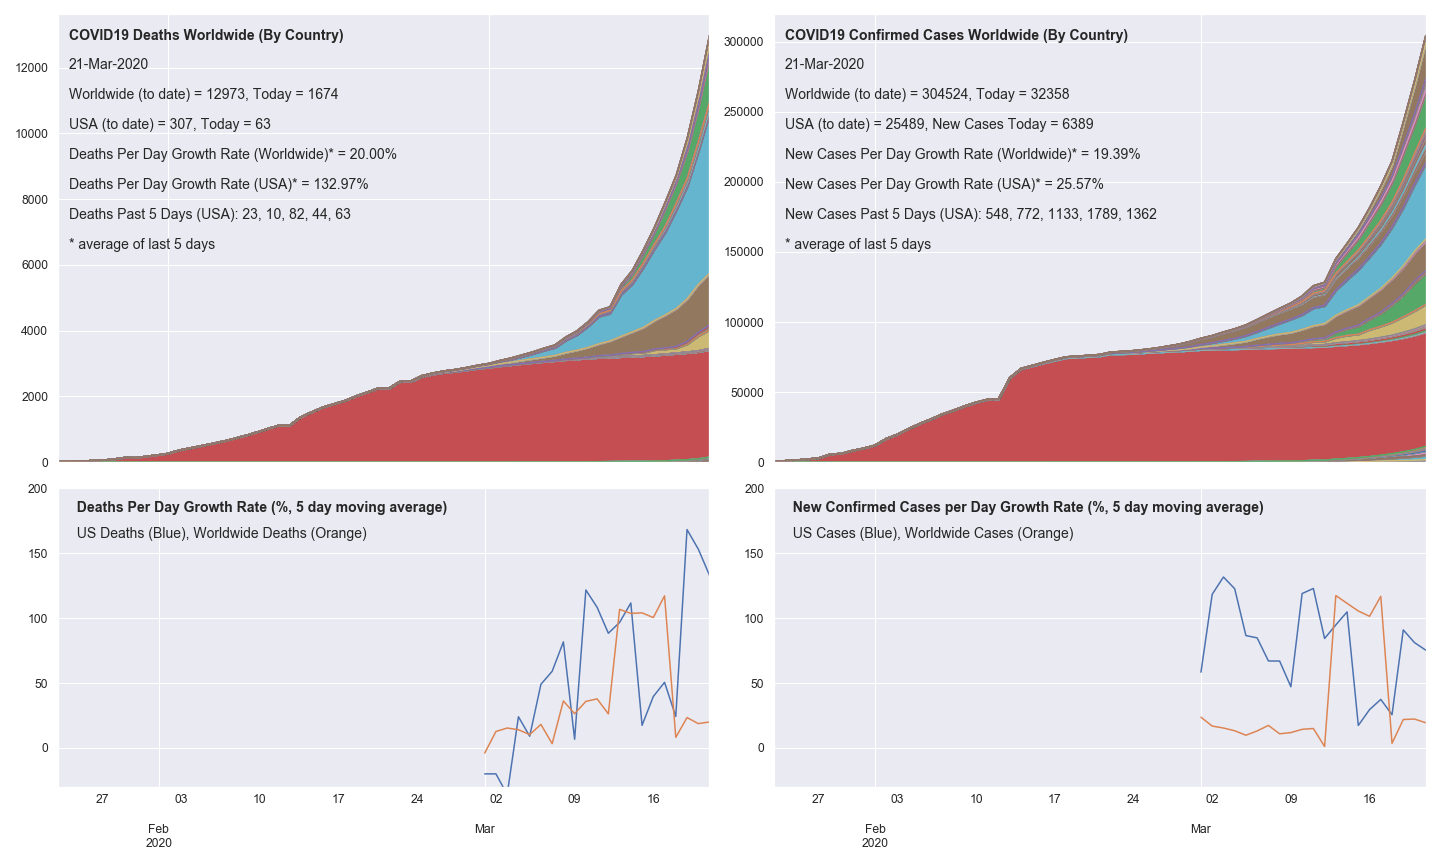 COVID19 Deaths Worldwide (By Country)
21-Mar-2020
Worldwide (to date) = 12973, Today = 1674
USA (to date) = 307, Today = 63
Deaths Per Day Growth Rate (Worldwide)* = 20.00%
Deaths Per Day Growth Rate (USA)* = 132.97%
Deaths Past 5 Days (USA): 23, 10, 82, 44, 63
* average of last 5 days
12000
10000
8000
6000
4000
2000
0
COVID19 Confirmed Cases Worldwide (By Country)
21-Mar-2020
Worldwide (to date) = 304524, Today = 32358
USA (to date) = 25489, New Cases Today = 6389
New Cases Per Day Growth Rate (Worldwide)* = 19.39%
New Cases Per Day Growth Rate (USA)* = 25.57%
New Cases Past 5 Days (USA): 548, 772, 1133, 1789, 1362
* average of last 5 days
300000
250000
200000
150000
100000
50000
0
Deaths Per Day Growth Rate (%, 5 day moving average)
US Deaths (Blue), Worldwide Deaths (Orange)
200
150
100
50
0
27 03 10 17 24 02 09 16
Feb Mar
2020
New Confirmed Cases per Day Growth Rate (%, 5 day moving average)
US Cases (Blue), Worldwide Cases (Orange)
200
150
100
50
0
27 03 10 17 24 02 09 16
Feb Mar
2020